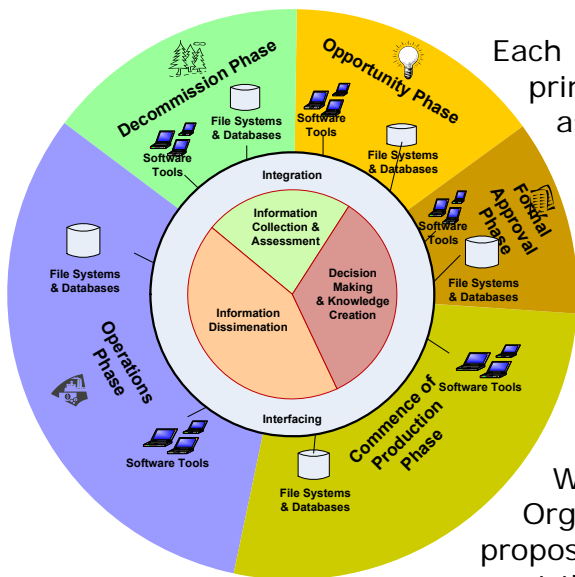 Decommission Phase
File Systems
& Databases
Software
Tools
Opportunity Phase
Software
Tools
File Systems
& Databases
Each
Formal
Approval
Phase
Software
Tools
File Systems
& Databases
Commence of
Production
Phase
Software Tools
File Systems
& Databases
Operations
Phase
File Systems
& Databases
Software Tools
Integration
Information
Collection &
Assessment
Decision
Making
& Knowledge
Creation
Information
Dissimenation
Interfacing
W
Org
propos